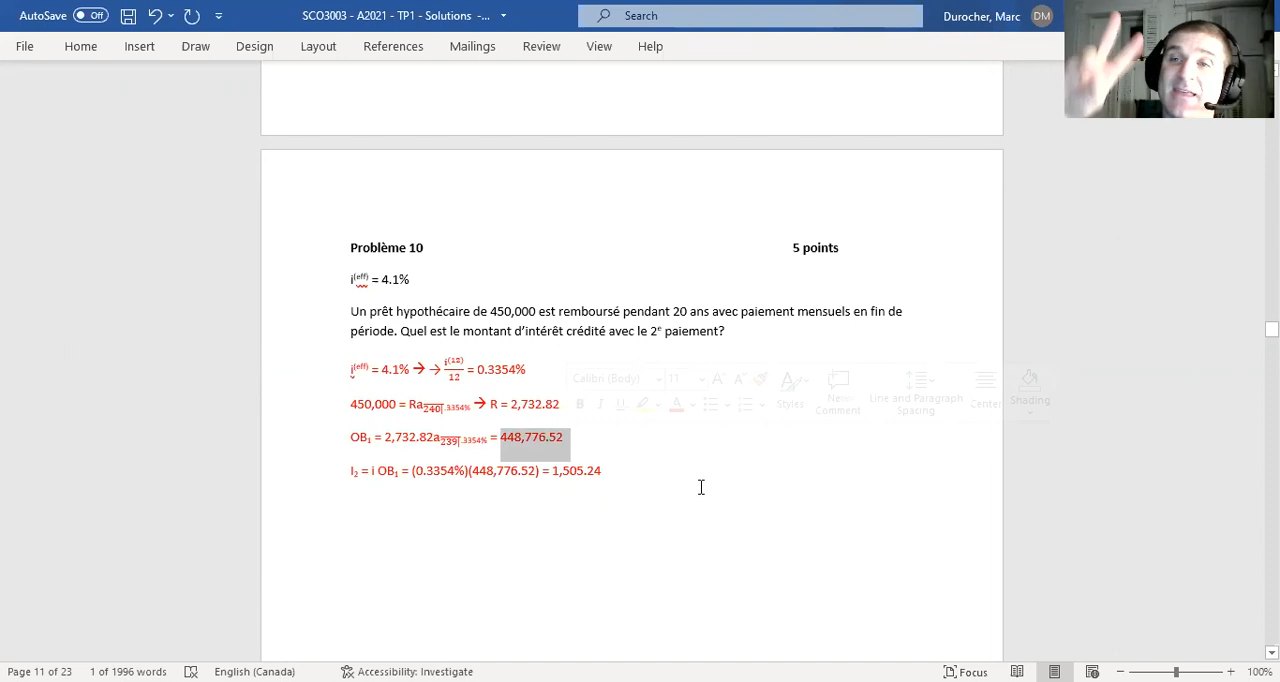 AutoSave Off SCO3003 - A2021 - TP1 - Solutions -... Search Durocher, Marc DM
File Home Insert Draw Design Layout References Mailings Review View Help
Problème 10 5 points
i(eff) = 4.1%
Un prêt hypothécaire de 450,000 est remboursé pendant 20 ans avec paiement mensuels en fin de
période. Quel est le montant d'intérêt crédité avec le 2e paiement?
i(eff) = 4.1% → → i(12)/12 = 0.3354%
450,000 = Ra240|.3354% → R = 2,732.82
OB1 = 2,732.82a239|.3354% = 448,776.52
I2 = i OB1 = (0.3354%)(448,776.52) = 1,505.24
Calibri (Body) 11 A A
B I U A Styles New Comment Line and Paragraph Spacing Center Shading
Page 11 of 23 1 of 1996 words English (Canada) Accessibility: Investigate Focus 100%